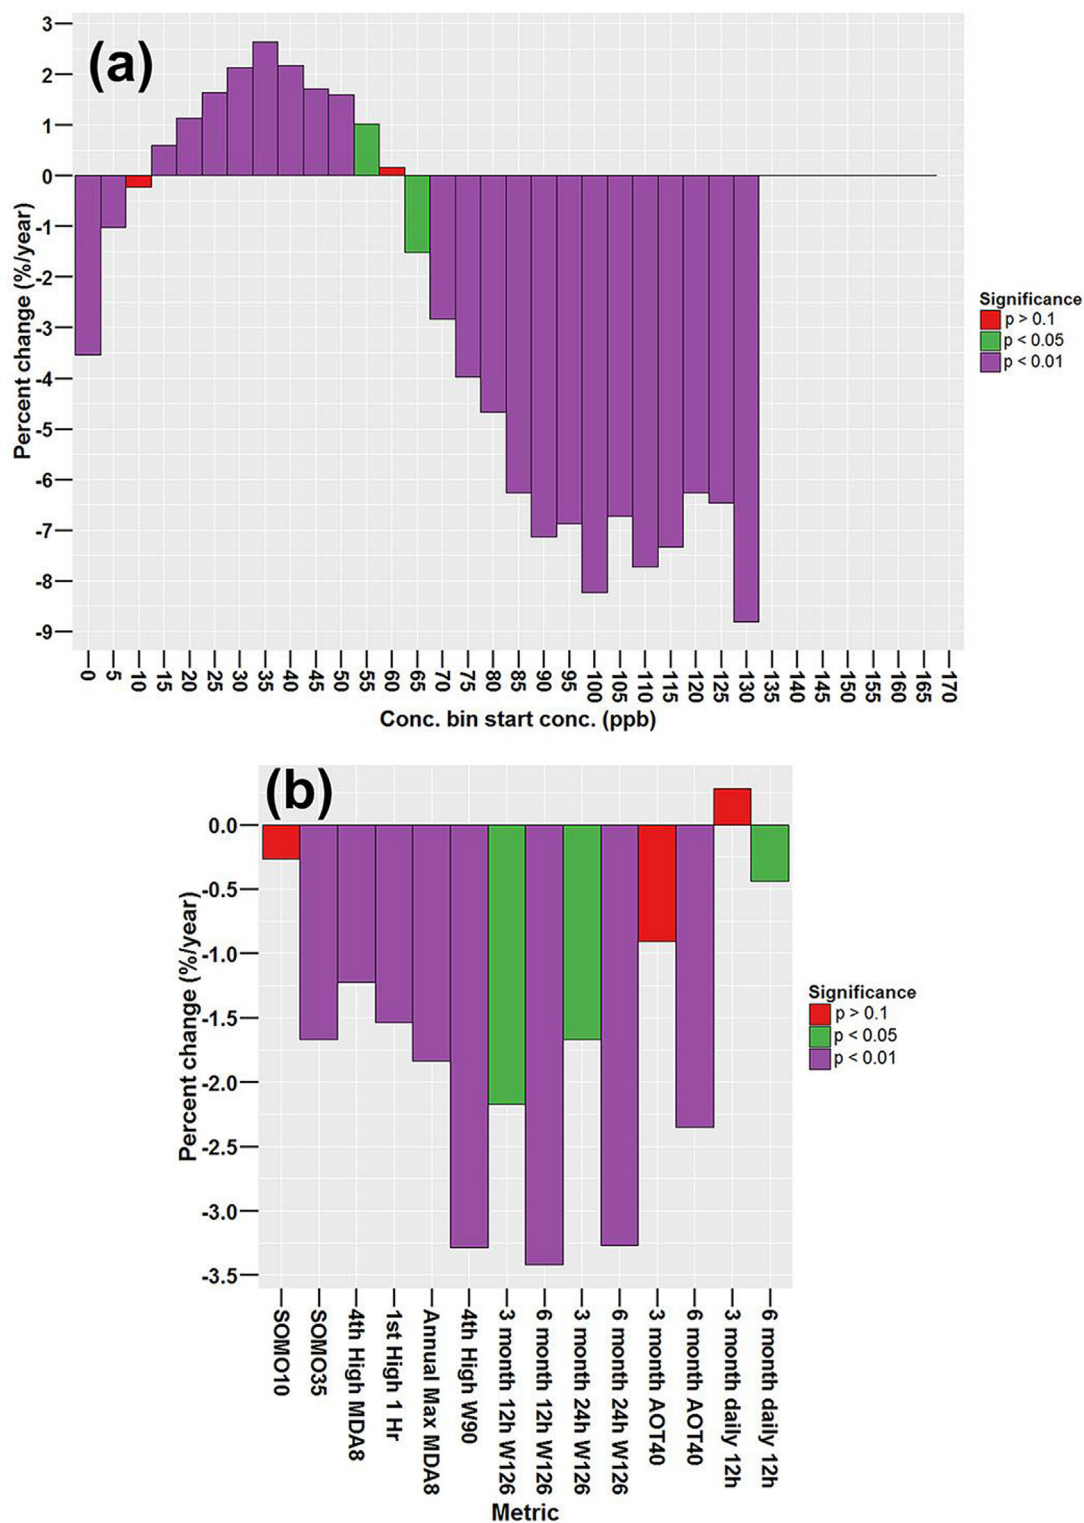 (a)
3
2
1
0
-1
-2
-3
-4
-5
-6
-7
-8
-9
Percent change (%/year)
0 5 10 15 20 25 30 35 40 45 50 55 60 65 70 75 80 85 90 95 100 105 110 115 120 125 130 135 140 145 150 155 160 165 170
Conc. bin start conc. (ppb)
Significance
p > 0.1
p < 0.05
p < 0.01
(b)
0.0
-0.5
-1.0
-1.5
-2.0
-2.5
-3.0
-3.5
Percent change (%/year)
SOMO10
SOMO35
4th High MDA8
1st High 1 Hr
Annual Max MDA8
4th High W90
3 month 12h W126
6 month 12h W126
3 month 24h W126
6 month 24h W126
3 month AOT40
6 month AOT40
3 month daily 12h
6 month daily 12h
Metric
Significance
p > 0.1
p < 0.05
p < 0.01